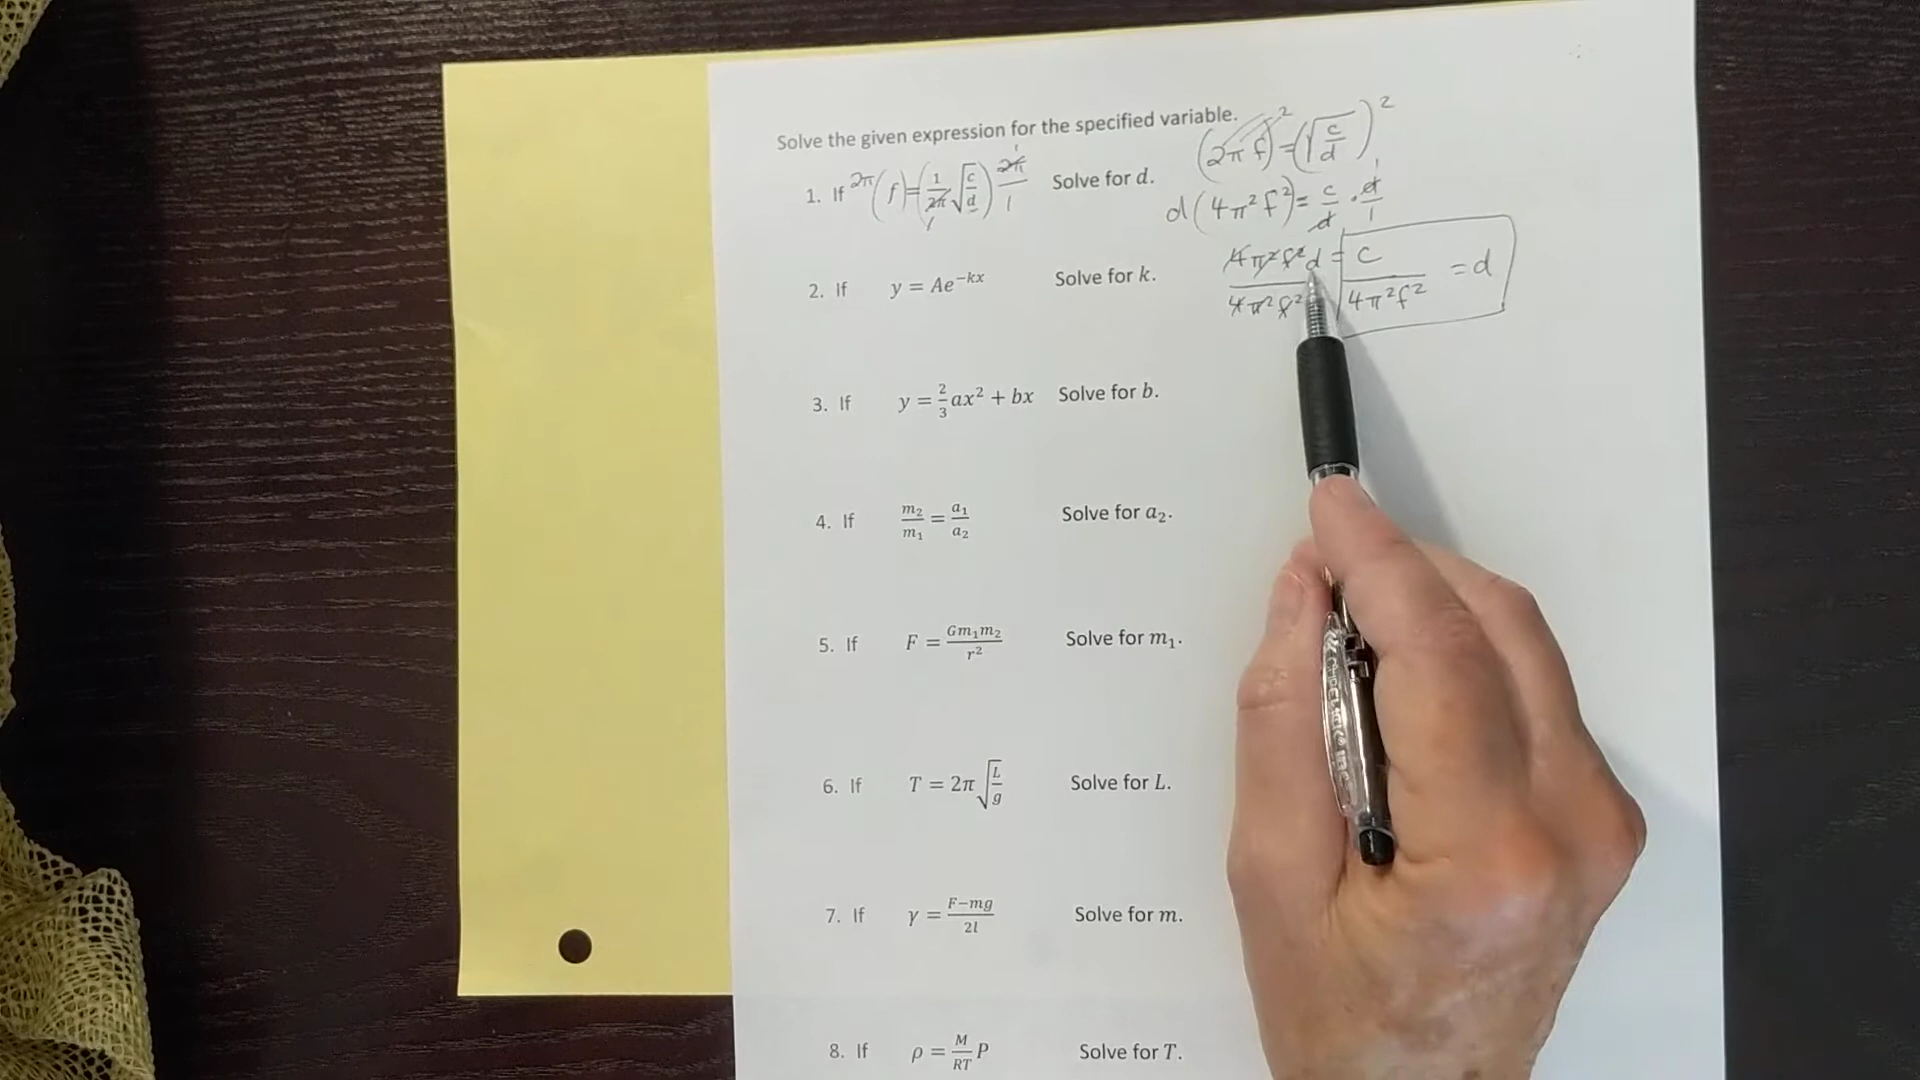 Solve the given expression for the specified variable.
1. If 2π(f)=(1/2π √(c/d)) 2π/1 Solve for d.
(2π f)² = (√(c/d))²
d(4π²f²) = c/d · d/1
4π²f²d / 4π²f² = c / 4π²f² = d
2. If y = Ae^(−kx) Solve for k.
3. If y = 2/3 ax² + bx Solve for b.
4. If m₂/m₁ = a₁/a₂ Solve for a₂.
5. If F = Gm₁m₂/r² Solve for m₁.
6. If T = 2π √(L/g) Solve for L.
7. If γ = F−mg/2l Solve for m.
8. If ρ = M/RT P Solve for T.